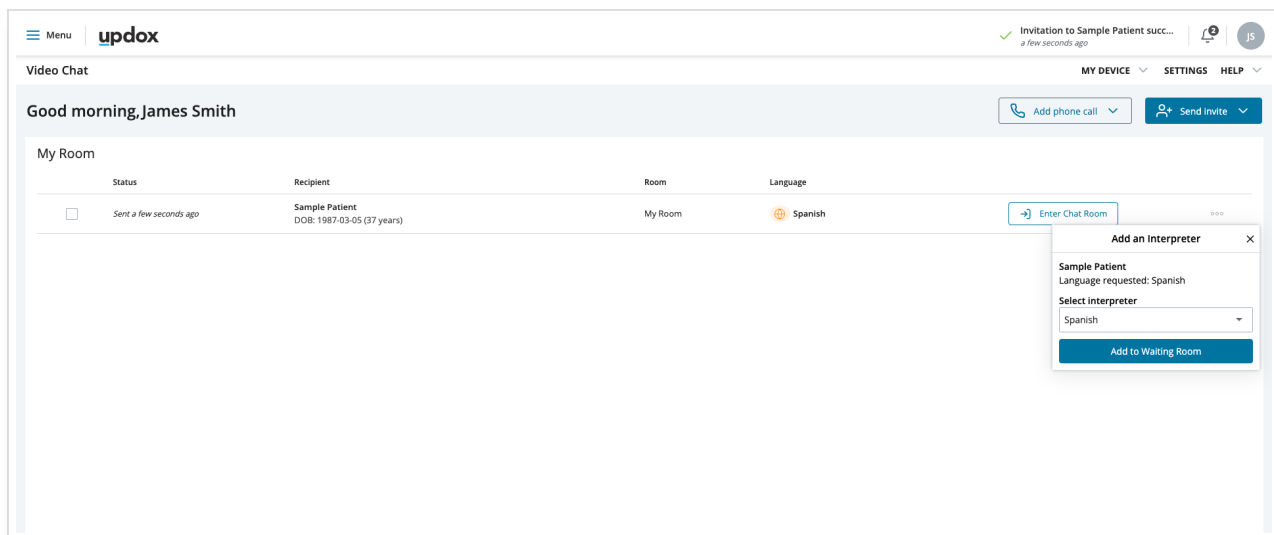 Menu
updox
Invitation to Sample Patient succ...
a few seconds ago
2
JS
Video Chat
MY DEVICE
SETTINGS
HELP
Good morning, James Smith
Add phone call
Send invite
My Room
Status
Recipient
Room
Language
Sent a few seconds ago
Sample Patient
DOB: 1987-03-05 (37 years)
My Room
Spanish
Enter Chat Room
Add an Interpreter
Sample Patient
Language requested: Spanish
Select interpreter
Spanish
Add to Waiting Room